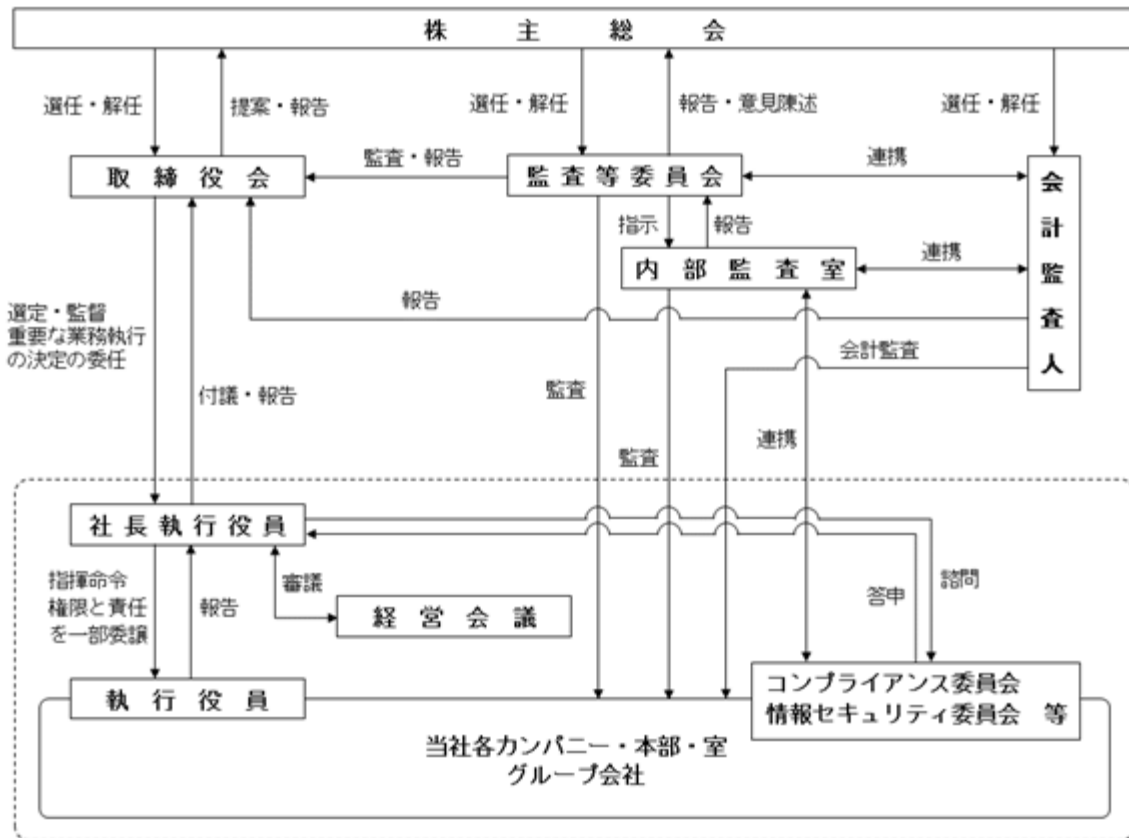 株主総会
選任・解任
提案・報告
選任・解任
報告・意見陳述
選任・解任
取締役会
監査・報告
監査等委員会
連携
会計監査人
指示
報告
内部監査室
連携
報告
選定・監督
重要な業務執行
の決定の委任
会計監査
付議・報告
監査
監査
連携
社長執行役員
指揮命令
権限と責任
を一部委譲
報告
審議
経営会議
答申
諮問
執行役員
コンプライアンス委員会
情報セキュリティ委員会 等
当社各カンパニー・本部・室
グループ会社